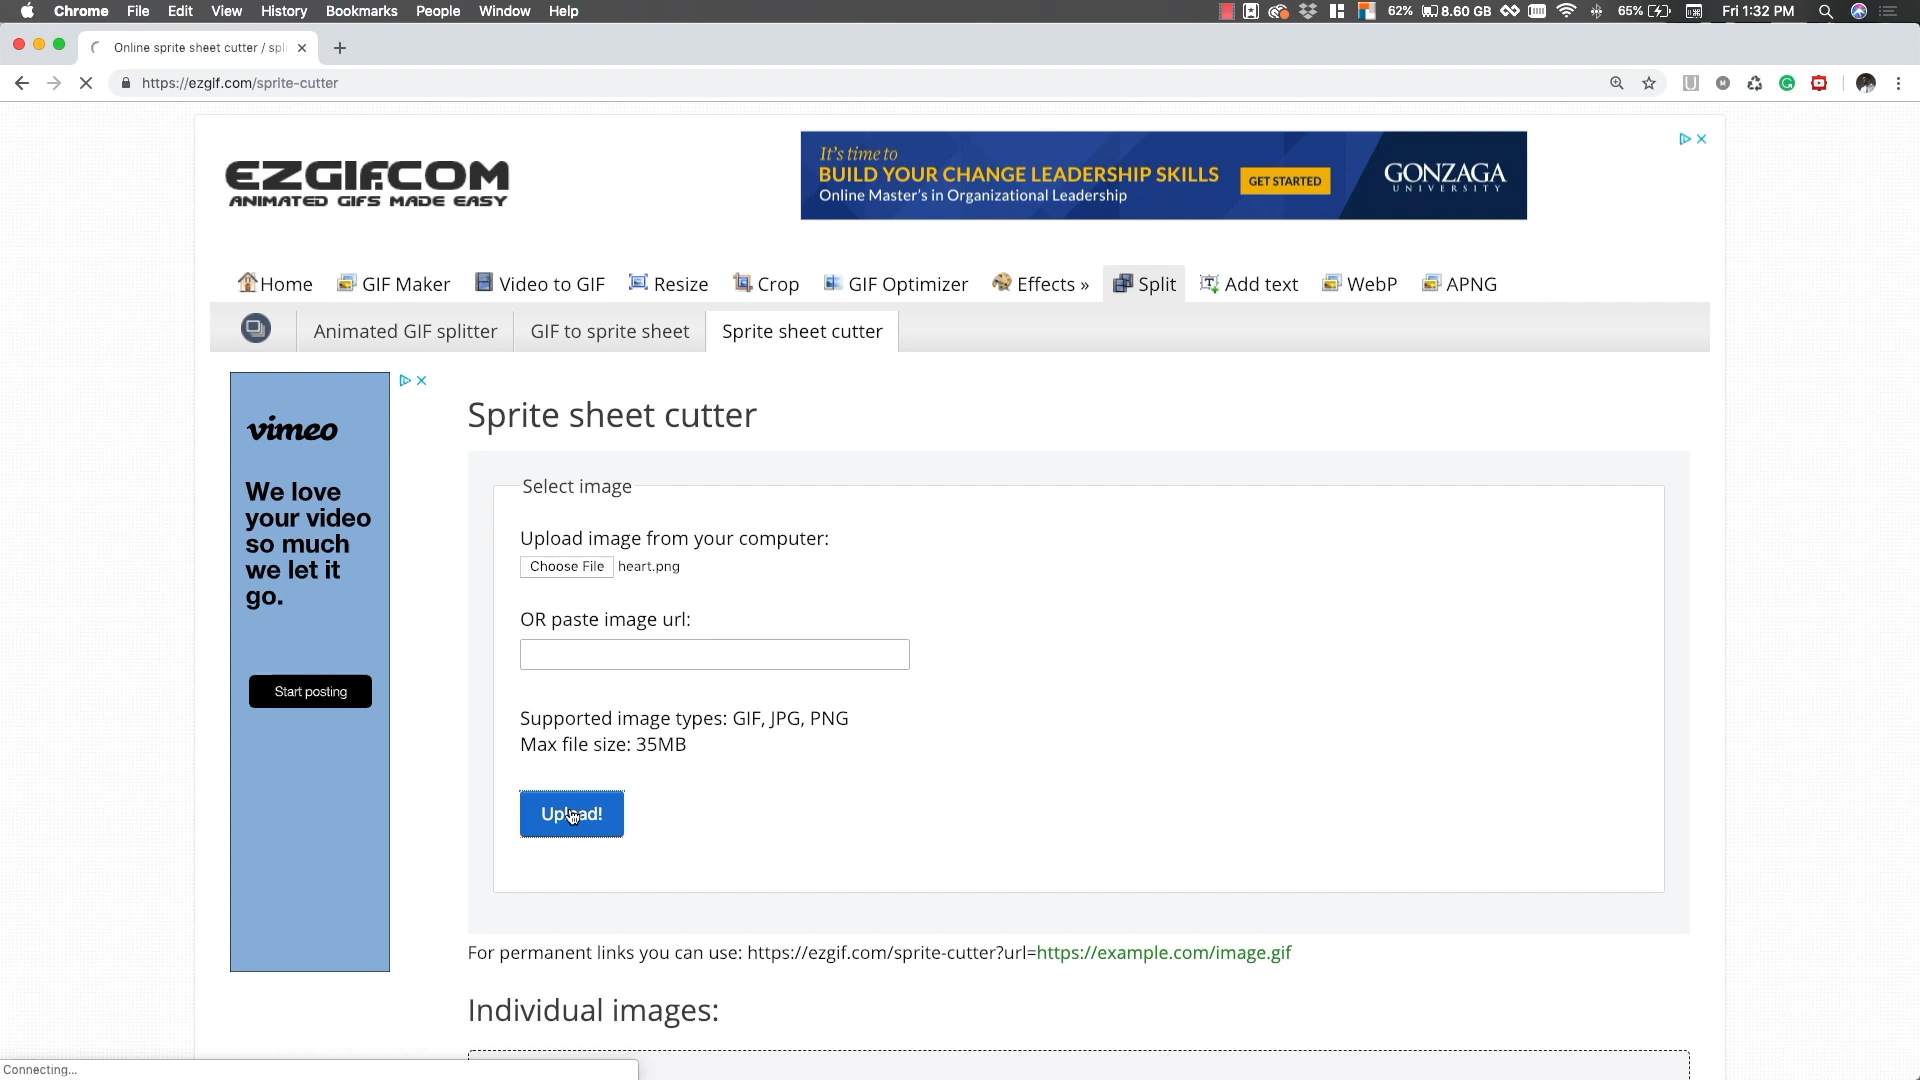 Chrome File Edit View History Bookmarks People Window Help
62% 8.60 GB 65% Fri 1:32 PM
Online sprite sheet cutter / spl
https://ezgif.com/sprite-cutter
EZGIF.COM
ANIMATED GIFS MADE EASY
It's time to
BUILD YOUR CHANGE LEADERSHIP SKILLS
Online Master's in Organizational Leadership
GET STARTED
GONZAGA
UNIVERSITY
Home GIF Maker Video to GIF Resize Crop GIF Optimizer Effects » Split Add text WebP APNG
Animated GIF splitter GIF to sprite sheet Sprite sheet cutter
vimeo
We love
your video
so much
we let it
go.
Start posting
Sprite sheet cutter
Select image
Upload image from your computer:
Choose File heart.png
OR paste image url:
Supported image types: GIF, JPG, PNG
Max file size: 35MB
Upload!
For permanent links you can use: https://ezgif.com/sprite-cutter?url=https://example.com/image.gif
Individual images:
Connecting...